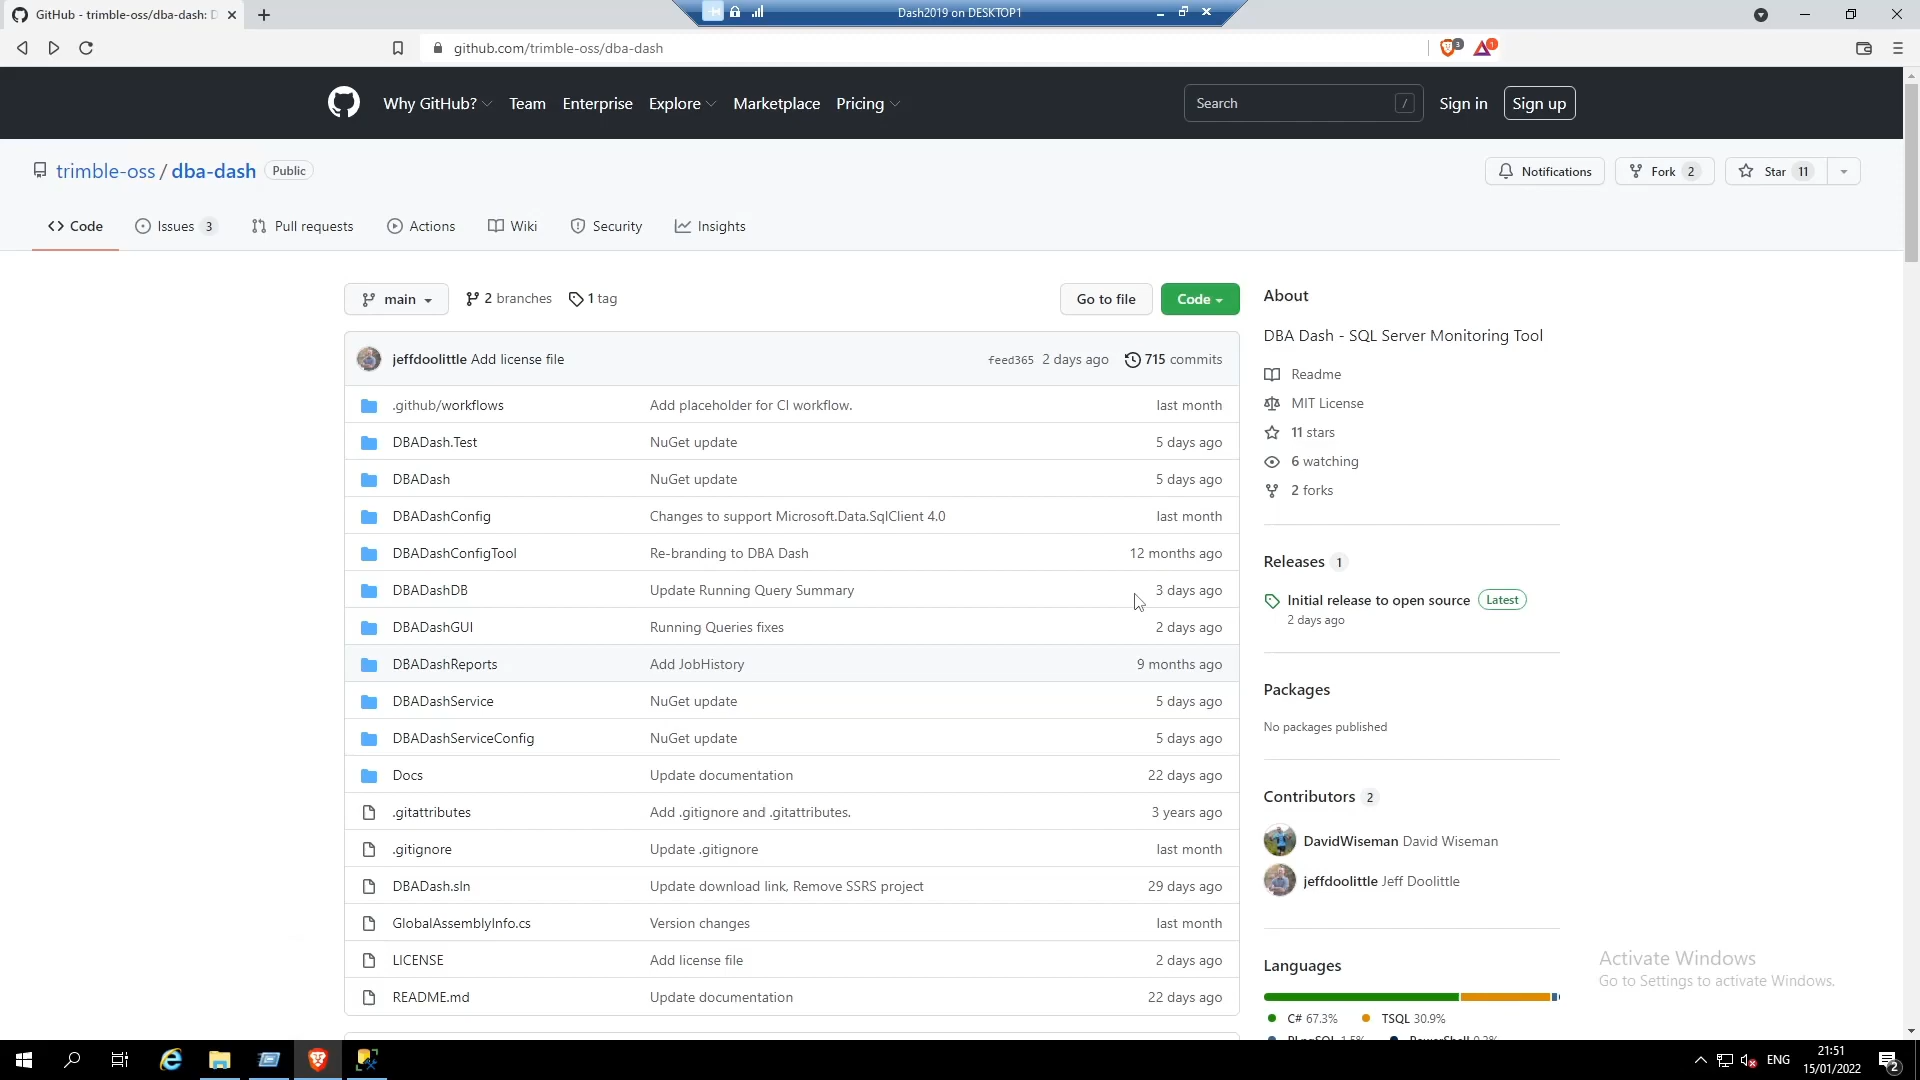 GitHub - trimble-oss/dba-dash: D
Dash2019 on DESKTOP1
github.com/trimble-oss/dba-dash
3
1
Why GitHub? Team Enterprise Explore Marketplace Pricing
Search /
Sign in
Sign up
trimble-oss / dba-dash Public
Notifications
Fork 2
Star 11
Code
Issues 3
Pull requests
Actions
Wiki
Security
Insights
main
2 branches
1 tag
Go to file
Code
jeffdoolittle Add license file feed365 2 days ago 715 commits
.github/workflows Add placeholder for CI workflow. last month
DBADash.Test NuGet update 5 days ago
DBADash NuGet update 5 days ago
DBADashConfig Changes to support Microsoft.Data.SqlClient 4.0 last month
DBADashConfigTool Re-branding to DBA Dash 12 months ago
DBADashDB Update Running Query Summary 3 days ago
DBADashGUI Running Queries fixes 2 days ago
DBADashReports Add JobHistory 9 months ago
DBADashService NuGet update 5 days ago
DBADashServiceConfig NuGet update 5 days ago
Docs Update documentation 22 days ago
.gitattributes Add .gitignore and .gitattributes. 3 years ago
.gitignore Update .gitignore last month
DBADash.sln Update download link, Remove SSRS project 29 days ago
GlobalAssemblyInfo.cs Version changes last month
LICENSE Add license file 2 days ago
README.md Update documentation 22 days ago
About
DBA Dash - SQL Server Monitoring Tool
Readme
MIT License
11 stars
6 watching
2 forks
Releases 1
Initial release to open source Latest
2 days ago
Packages
No packages published
Contributors 2
DavidWiseman David Wiseman
jeffdoolittle Jeff Doolittle
Languages
C# 67.3% TSQL 30.9%
Activate Windows
Go to Settings to activate Windows.
ENG
21:51
15/01/2022
2